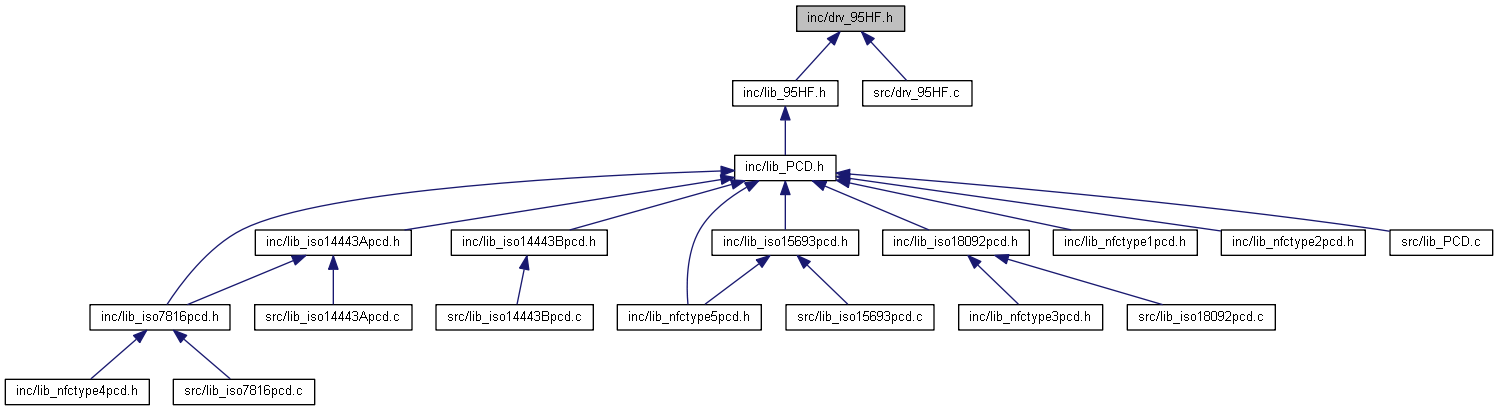 inc/drv_95HF.h
inc/lib_95HF.h
src/drv_95HF.c
inc/lib_PCD.h
inc/lib_iso14443Apcd.h
inc/lib_iso14443Bpcd.h
inc/lib_iso15693pcd.h
inc/lib_iso18092pcd.h
inc/lib_nfctype1pcd.h
inc/lib_nfctype2pcd.h
src/lib_PCD.c
inc/lib_iso7816pcd.h
src/lib_iso14443Apcd.c
src/lib_iso14443Bpcd.c
inc/lib_nfctype5pcd.h
src/lib_iso15693pcd.c
inc/lib_nfctype3pcd.h
src/lib_iso18092pcd.c
inc/lib_nfctype4pcd.h
src/lib_iso7816pcd.c